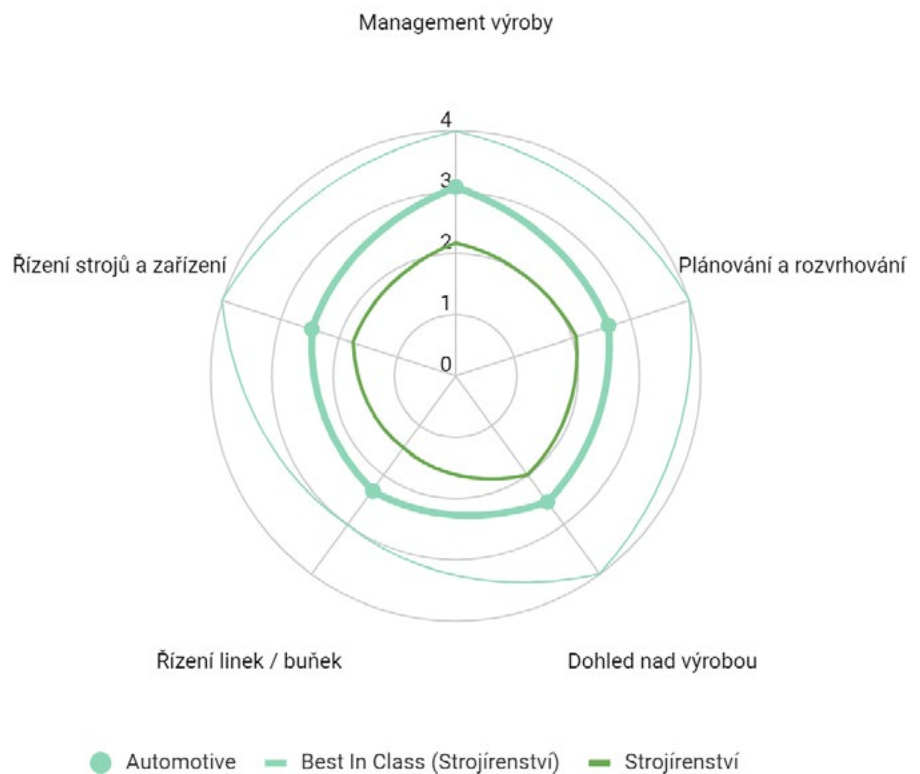 Management výroby
4
3
2
1
0
Řízení strojů a zařízení
Plánování a rozvrhování
Řízení linek / buňek
Dohled nad výrobou
Automotive
Best In Class (Strojírenství)
Strojírenství